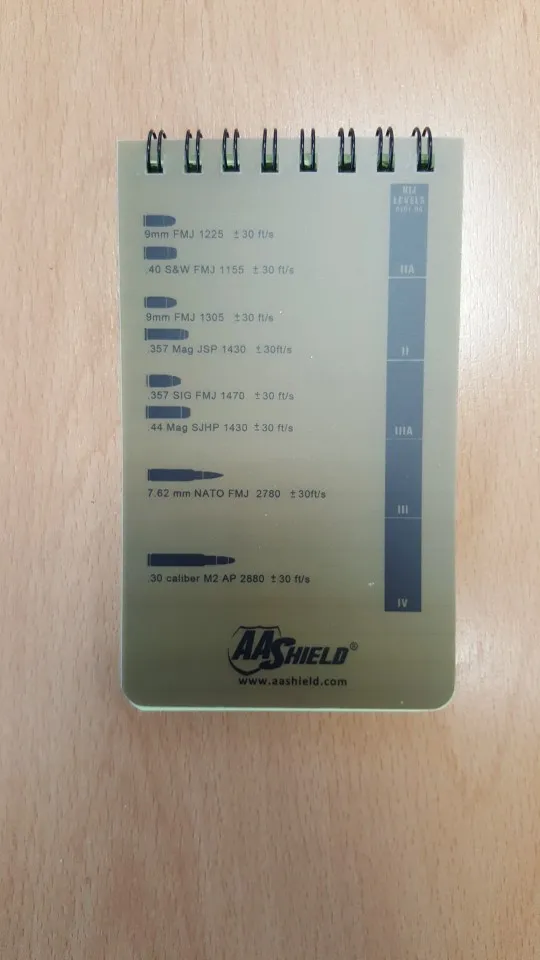 NIJ
LEVELS
9mm FMJ 1225 ±30 ft/s
.40 S&W FMJ 1155 ±30 ft/s
IIA
9mm FMJ 1305 ±30 ft/s
.357 Mag JSP 1430 ±30ft/s
II
.357 SIG FMJ 1470 ±30 ft/s
.44 Mag SJHP 1430 ±30 ft/s
IIIA
7.62 mm NATO FMJ 2780 ±30ft/s
III
.30 caliber M2 AP 2880 ±30 ft/s
IV
AASHIELD®
www.aashield.com